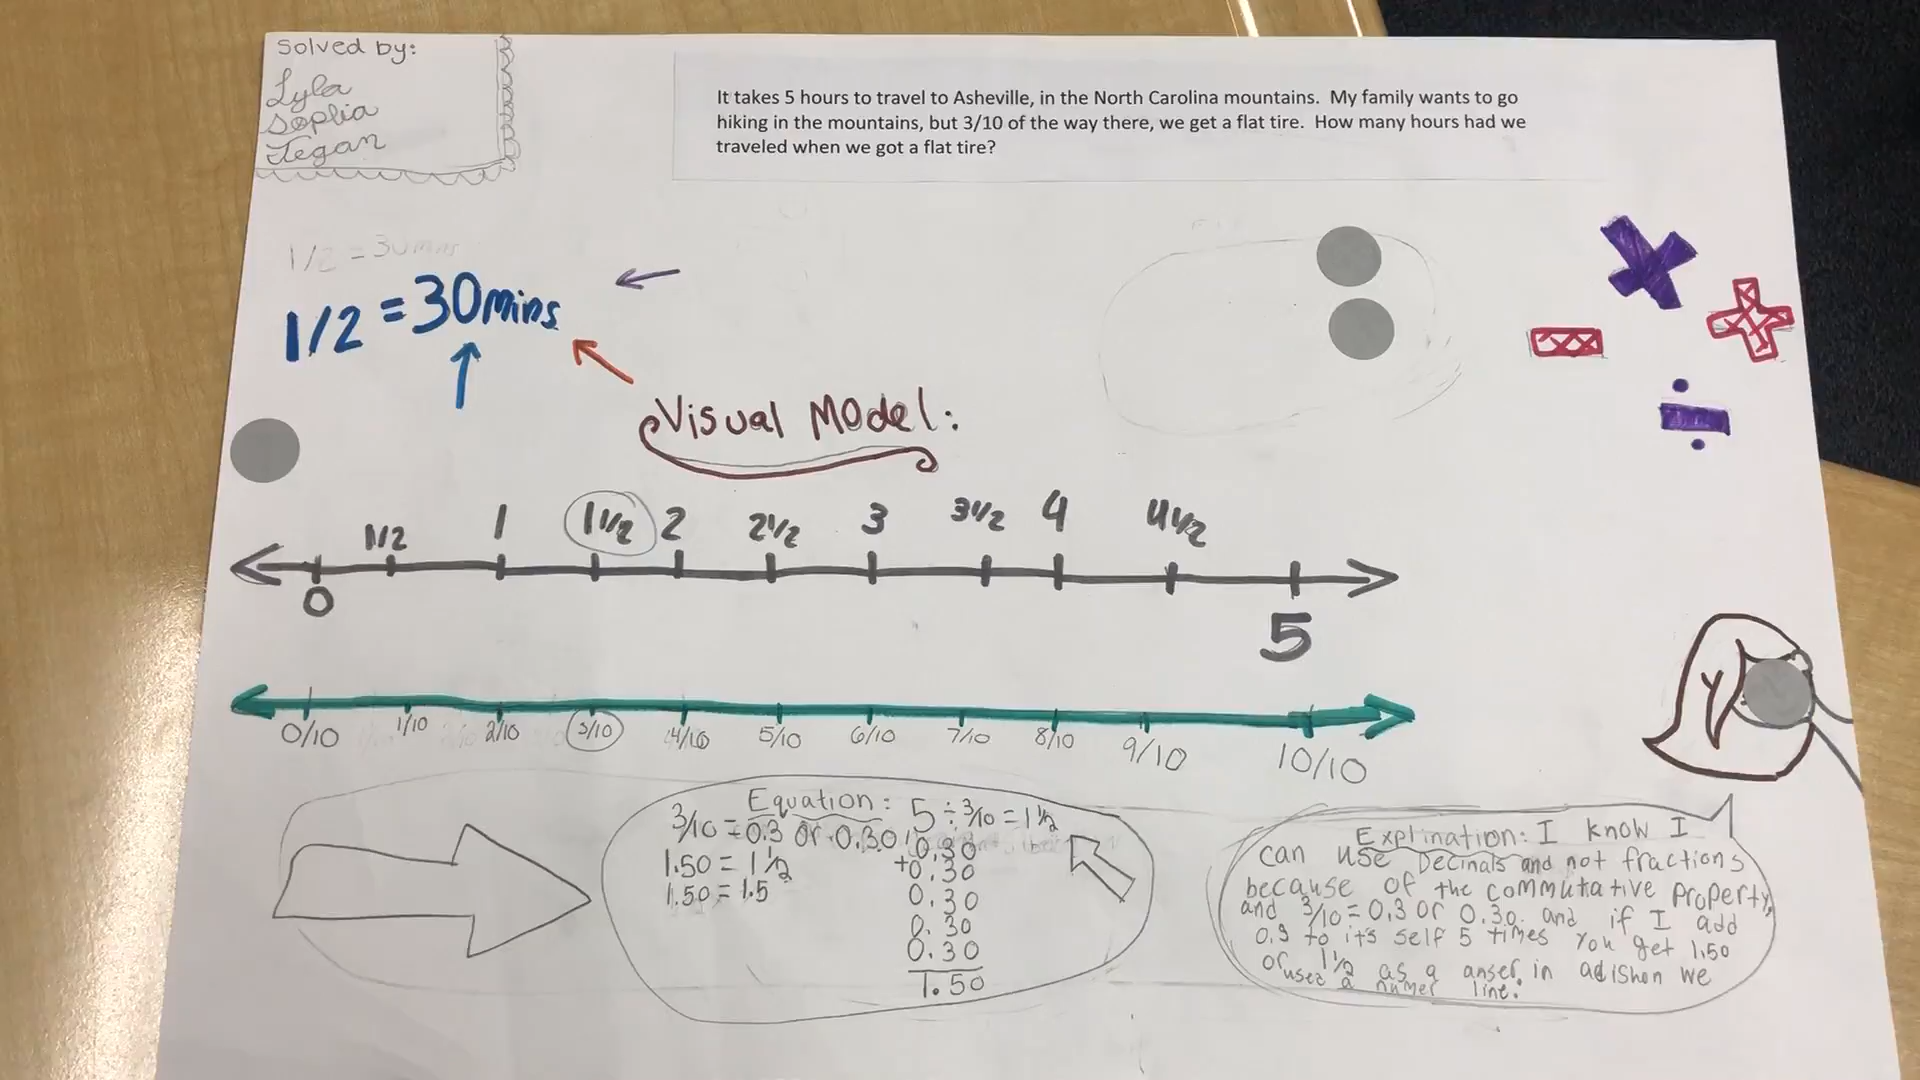 Solved by:
Lyla
Sophia
Tegan
It takes 5 hours to travel to Asheville, in the North Carolina mountains. My family wants to go
hiking in the mountains, but 3/10 of the way there, we get a flat tire. How many hours had we
traveled when we got a flat tire?
1/2 = 30 mins
1/2 = 30mins
Visual Model:
1/2 1 1 1/2 2 2 1/2 3 3 1/2 4 4 1/2
0 5
0/10 1/10 2/10 3/10 4/10 5/10 6/10 7/10 8/10 9/10 10/10
Equation: 5 ÷ 3/10 = 1 1/2
3/10 = 0.3 or 0.30
1.50 = 1 1/2
1.50 = 1.5
0.30
+0.30
0.30
0.30
0.30
1.50
Explination: I know I
can use Decinals and not fractions
because of the commutative property,
and 3/10 = 0.3 or 0.30. and if I add
0.3 to it's self 5 times you get 1.50
or 1 1/2 as a anser, in adishon we
used a numer line.